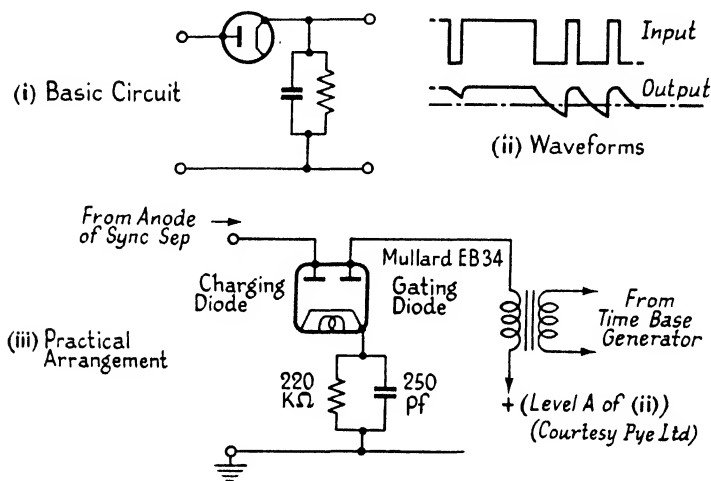 Input
Output
(i) Basic Circuit
(ii) Waveforms
From Anode
of Sync Sep
Mullard EB34
Charging
Diode
Gating
Diode
From
Time Base
Generator
(iii) Practical
Arrangement
220
KΩ
250
pf
+ (Level A of (ii))
(Courtesy Pye Ltd)